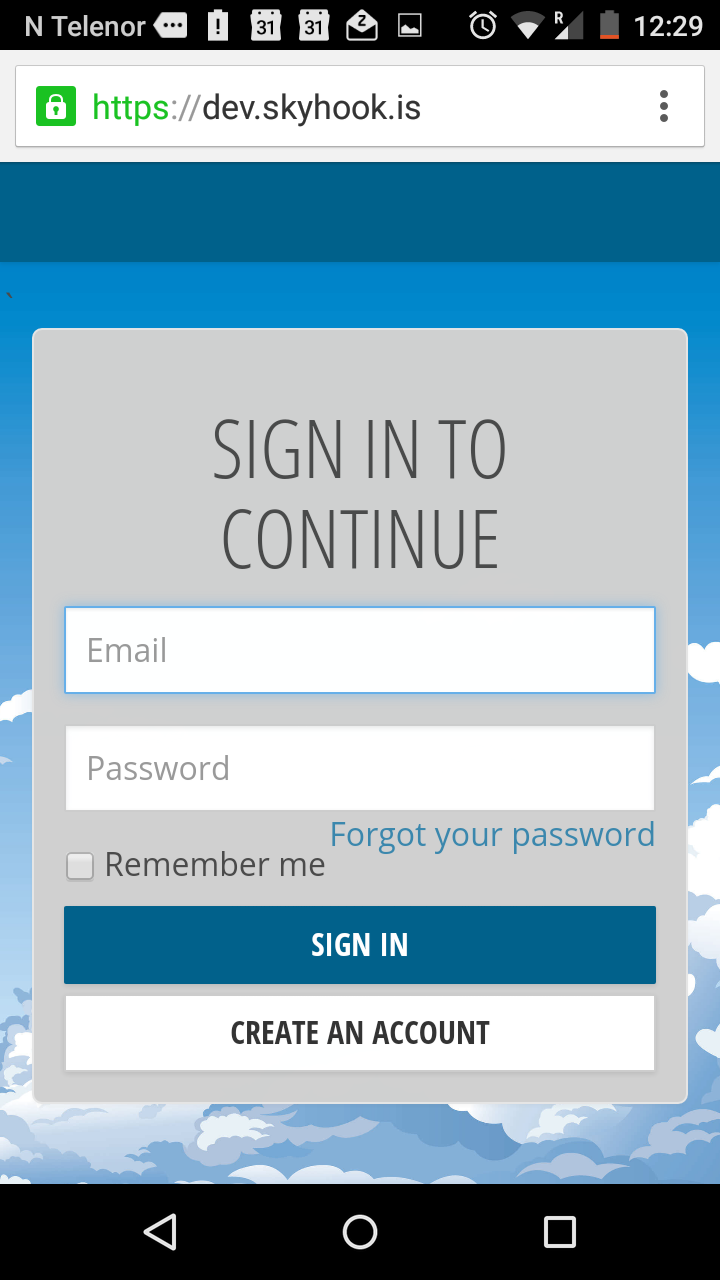 N Telenor 31 31 R 12:29
https://dev.skyhook.is
`
SIGN IN TO
CONTINUE
Email
Password
Forgot your password
Remember me
SIGN IN
CREATE AN ACCOUNT